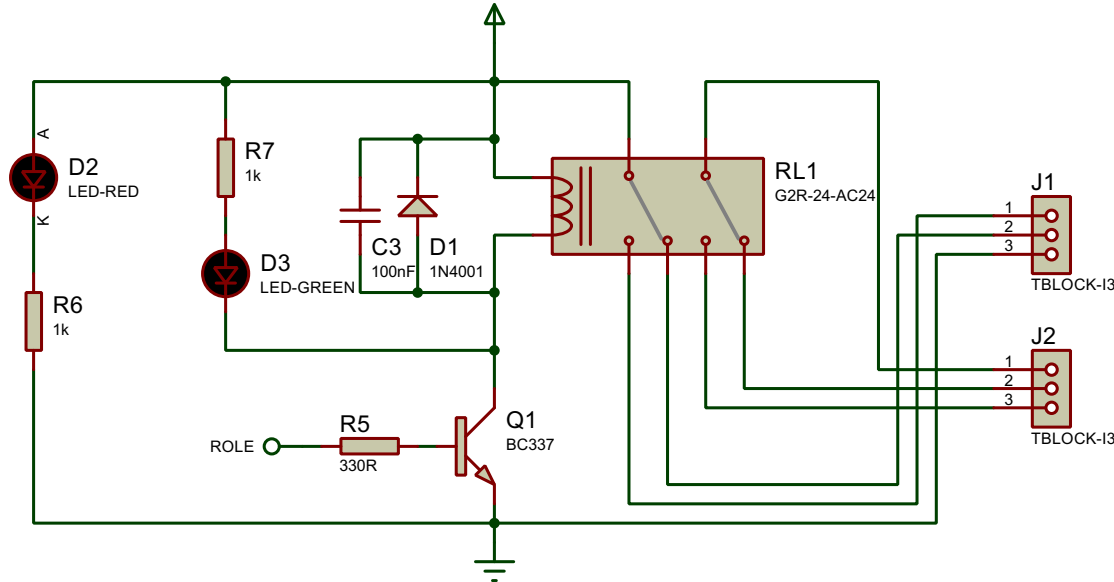 A
D2
LED-RED
K
R6
1k
R7
1k
D3
LED-GREEN
C3
100nF
D1
1N4001
RL1
G2R-24-AC24
J1
1
2
3
TBLOCK-I3
J2
1
2
3
TBLOCK-I3
ROLE
R5
330R
Q1
BC337